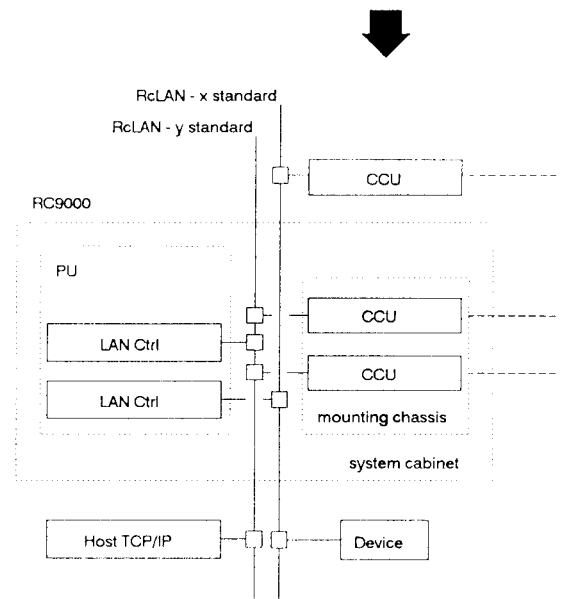 RcLAN - x standard
RcLAN - y standard
CCU
RC9000
PU
CCU
LAN Ctrl
CCU
LAN Ctrl
mounting chassis
system cabinet
Host TCP/IP
Device